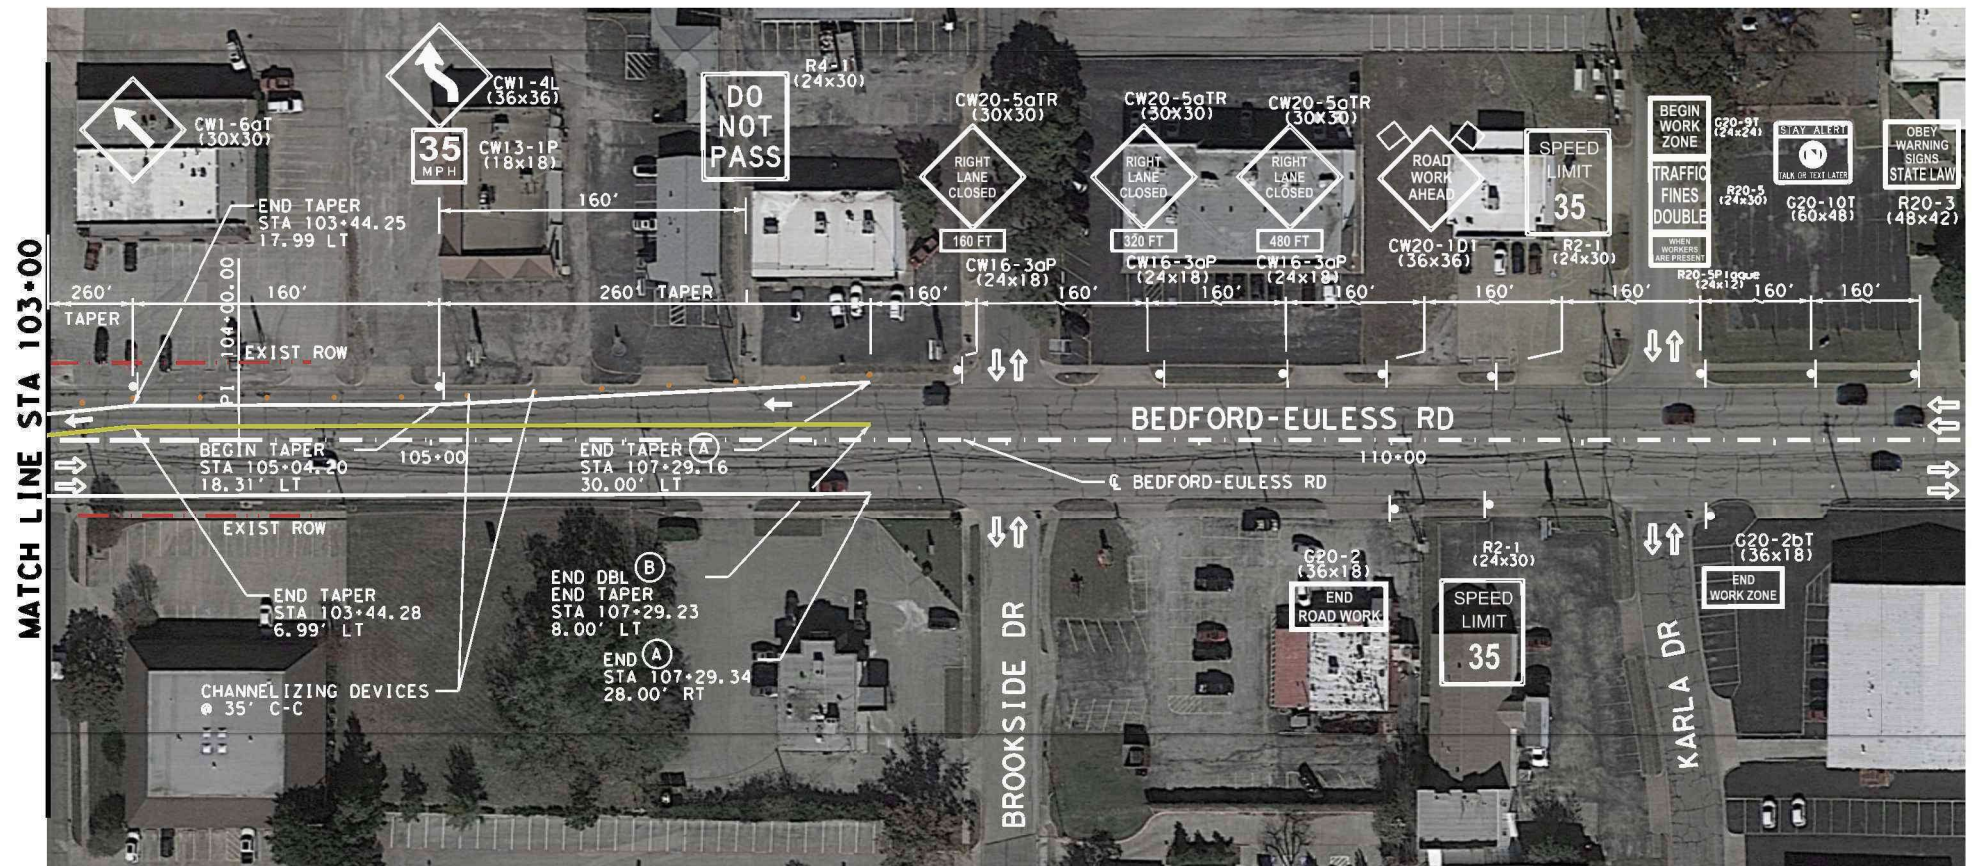 MATCH LINE STA 103+00
CW1-6aT
(30X30)
CW1-4L
(36x36)
35
MPH
CW13-1P
(18x18)
DO
NOT
PASS
R4-1
(24x30)
CW20-5aTR
(30X30)
RIGHT
LANE
CLOSED
160 FT
CW16-3aP
(24x18)
CW20-5aTR
(30X30)
RIGHT
LANE
CLOSED
320 FT
CW16-3aP
(24x18)
CW20-5aTR
(30X30)
RIGHT
LANE
CLOSED
480 FT
CW16-3aP
(24x18)
ROAD
WORK
AHEAD
CW20-1D1
(36x36)
SPEED
LIMIT
35
R2-1
(24x30)
BEGIN
WORK
ZONE
G20-9T
(24x24)
TRAFFIC
FINES
DOUBLE
R20-5
(24x30)
WHEN
WORKERS
ARE PRESENT
R20-5Plaque
(24x12)
STAY ALERT
TALK OR TEXT LATER
G20-10T
(60x48)
OBEY
WARNING
SIGNS
STATE LAW
R20-3
(48x42)
160'
END TAPER
STA 103+44.25
17.99 LT
260'
TAPER
160'
260' TAPER
160'
160'
160'
160'
160'
160'
160'
160'
PI 104+00.00
EXIST ROW
BEDFORD-EULESS RD
BEGIN TAPER
STA 105+04.20
18.31' LT
105+00
END TAPER A
STA 107+29.16
30.00' LT
110+00
℄ BEDFORD-EULESS RD
EXIST ROW
END TAPER
STA 103+44.28
6.99' LT
END DBL B
END TAPER
STA 107+29.23
8.00' LT
END A
STA 107+29.34
28.00' RT
CHANNELIZING DEVICES
@ 35' C-C
BROOKSIDE DR
G20-2
(36x18)
END
ROAD WORK
R2-1
(24x30)
SPEED
LIMIT
35
KARLA DR
G20-2bT
(36x18)
END
WORK ZONE